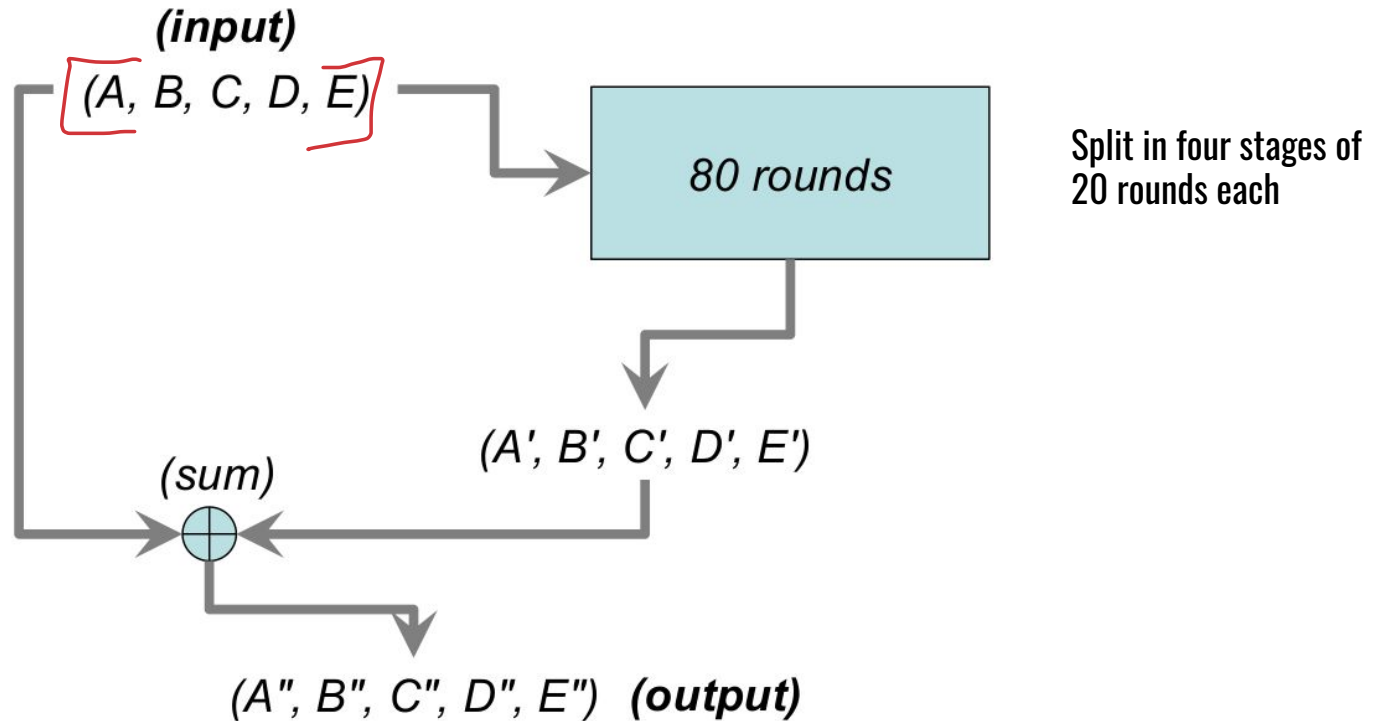 (input)
(A, B, C, D, E)
80 rounds
Split in four stages of
20 rounds each
(A', B', C', D', E')
(sum)
(A", B", C", D", E") (output)